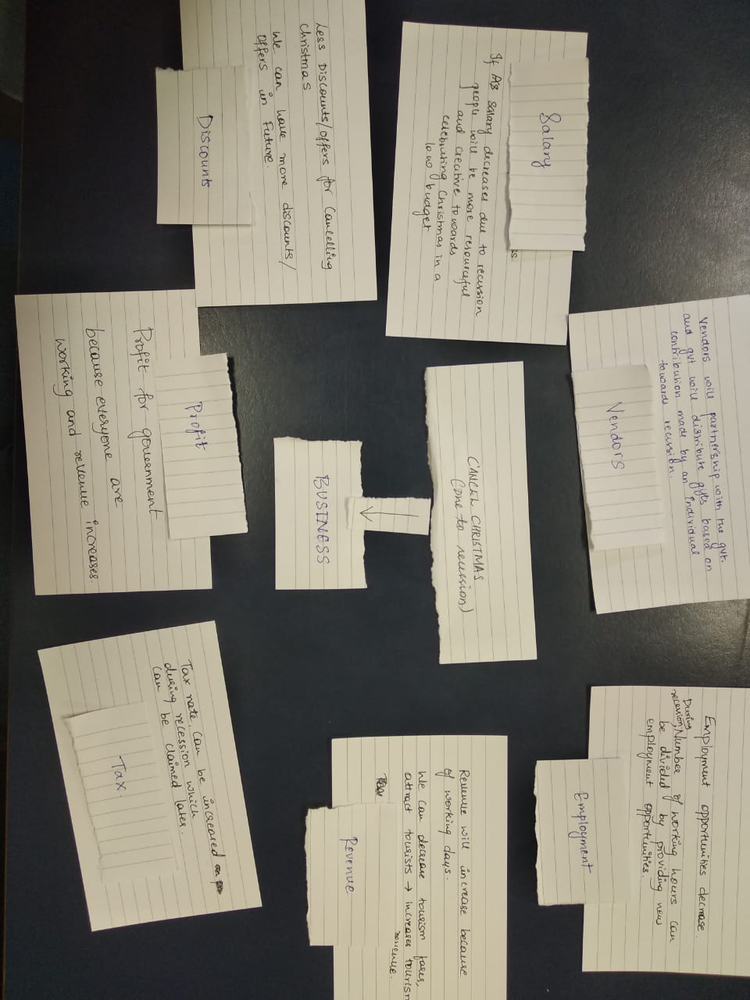 Less Discounts/offers for Cancelling
christmas
We can have more discounts/
offers in Future.
Discounts
Salary
If AB salary decreases due to recession
people will be more resourceful
and creative towards
celebrating Christmas in a
low budget
Profit
Profit for government
because everyone are
working and revenue increases.
BUSINESS
CANCEL CHRISTMAS
(due to recession)
Vendors will partnership with the gvt.
and gvt will distribute gifts based on
contribution made by an individual
towards recession.
Vendors
Tax rate can be increared
during recession which
can be claimed later.
Tax.
Revenue will increase because
of working days.
We can decrease tourism fares,
attract tourists → increases tourism
revenue.
Revenue
Employment opportunities decrease.
During
recession, Number of working hours can
be divided by providing new
employment opportunities.
Employment